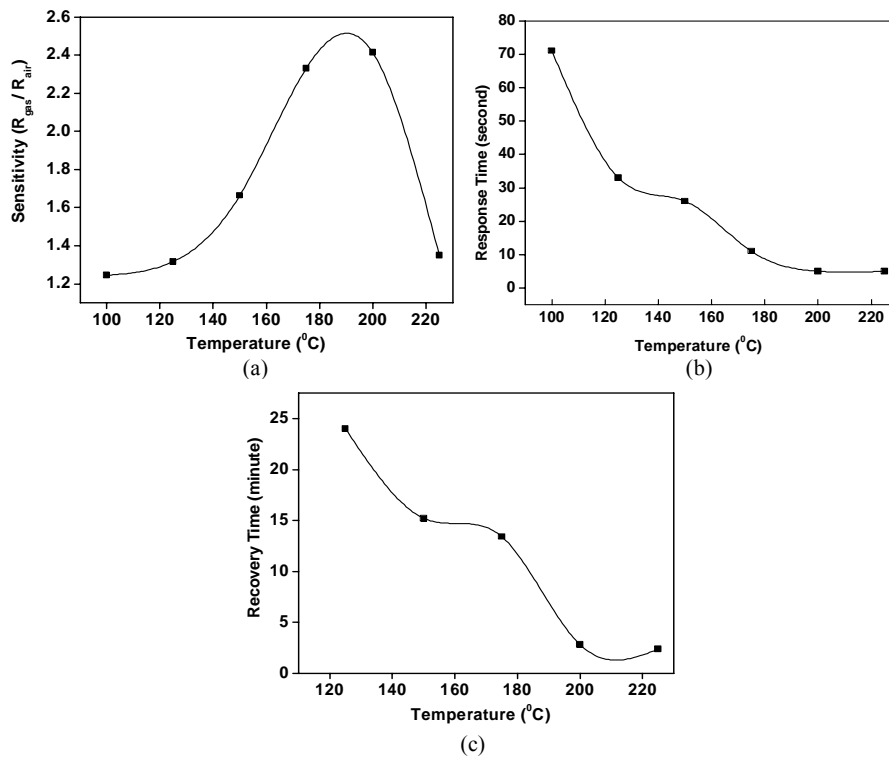 2.6
2.4
2.2
2.0
1.8
1.6
1.4
1.2
Sensitivity (R_gas/ R_air)
100 120 140 160 180 200 220
Temperature (⁰C)
(a)
80
70
60
50
40
30
20
10
0
Response Time (second)
100 120 140 160 180 200 220
Temperature (⁰C)
(b)
25
20
15
10
5
0
Recovery Time (minute)
120 140 160 180 200 220
Temperature (⁰C)
(c)